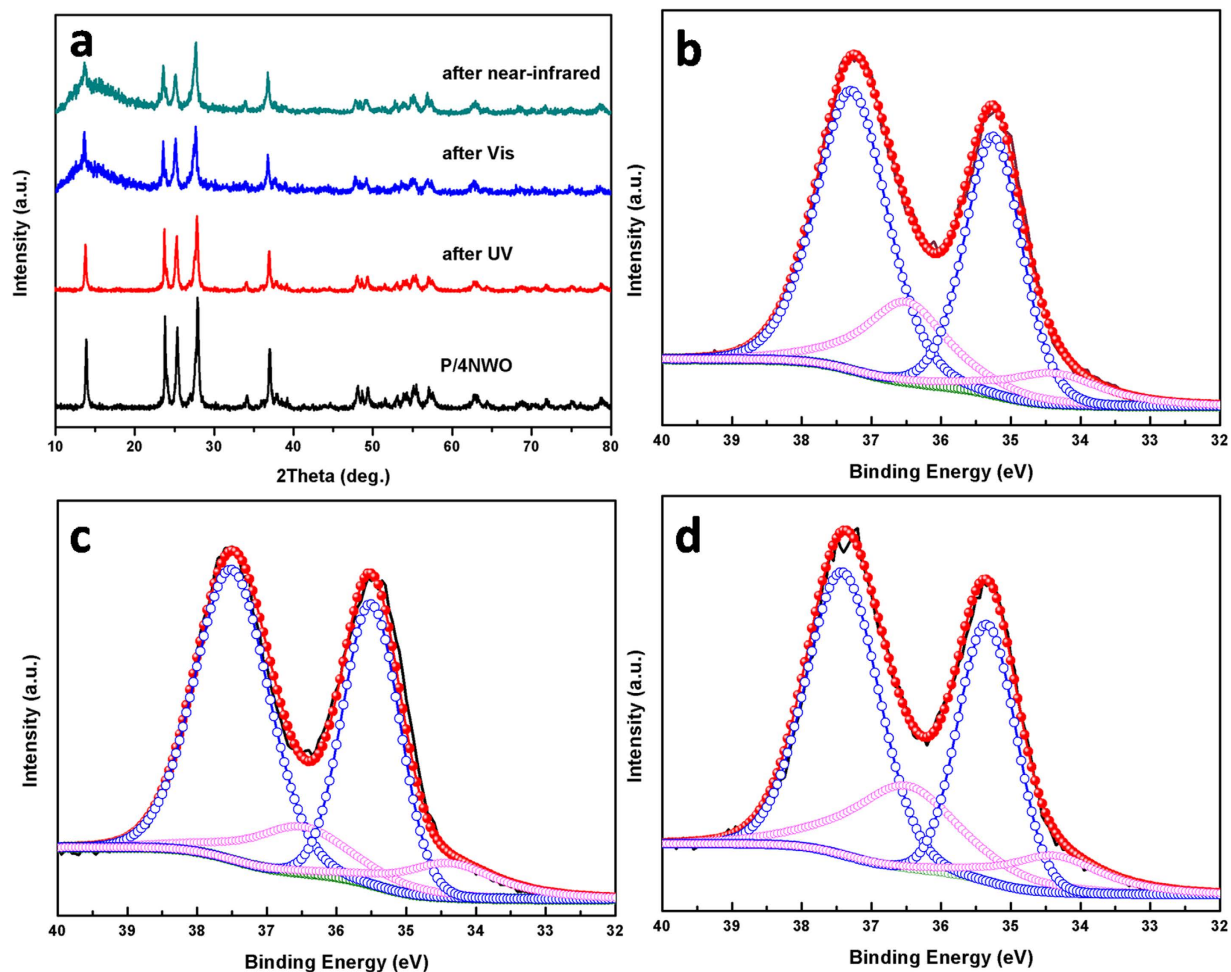 a
after near-infrared
after Vis
after UV
P/4NWO
Intensity (a.u.)
10 15 20 30 40 50 60 70 80
2Theta (deg.)
b
Intensity (a.u.)
40 39 38 37 36 35 34 33 32
Binding Energy (eV)
c
Intensity (a.u.)
40 39 38 37 36 35 34 33 32
Binding Energy (eV)
d
Intensity (a.u.)
40 39 38 37 36 35 34 33 32
Binding Energy (eV)